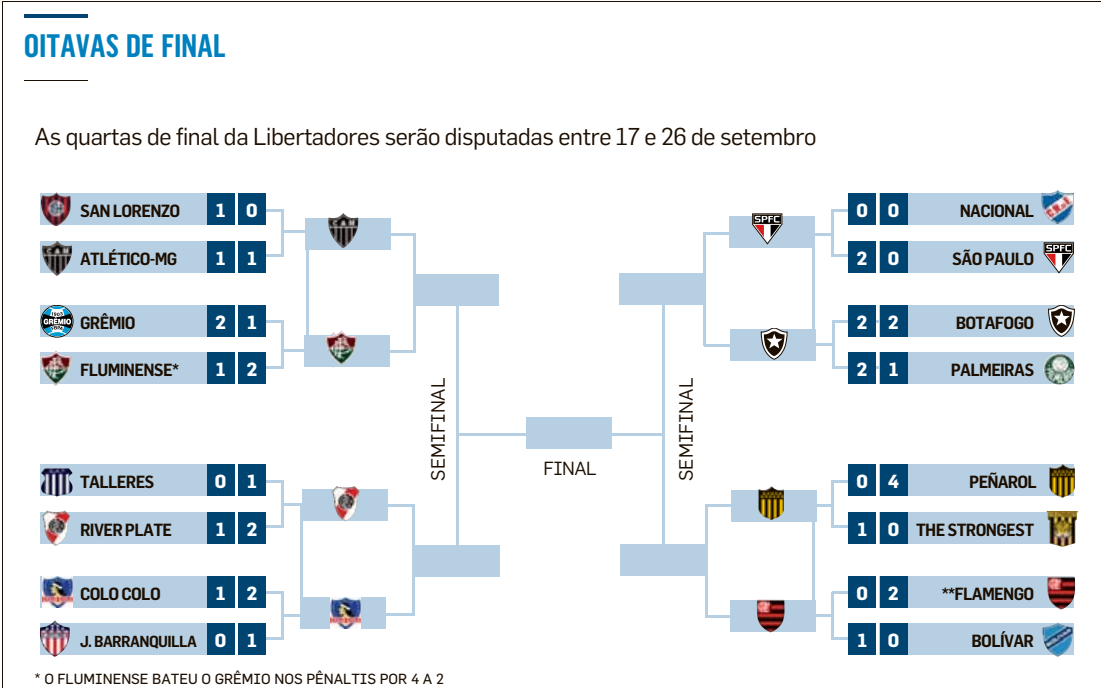 OITAVAS DE FINAL
As quartas de final da Libertadores serão disputadas entre 17 e 26 de setembro
SAN LORENZO 1 0
ATLÉTICO-MG 1 1
GRÊMIO 2 1
FLUMINENSE* 1 2
TALLERES 0 1
RIVER PLATE 1 2
COLO COLO 1 2
J. BARRANQUILLA 0 1
CAM
SEMIFINAL
FINAL
SEMIFINAL
SPFC
0 0 NACIONAL
2 0 SÃO PAULO SPFC
2 2 BOTAFOGO
2 1 PALMEIRAS
0 4 PEÑAROL
1 0 THE STRONGEST
0 2 **FLAMENGO
1 0 BOLÍVAR
* O FLUMINENSE BATEU O GRÊMIO NOS PÊNALTIS POR 4 A 2